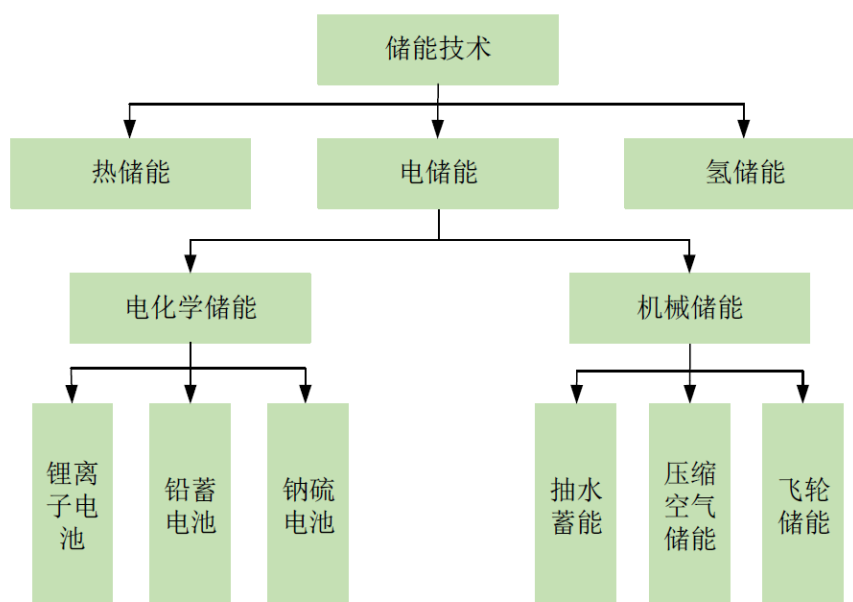 储能技术
热储能
电储能
氢储能
电化学储能
机械储能
锂离
子电
池
铅蓄
电池
钠硫
电池
抽水
蓄能
压缩
空气
储能
飞轮
储能